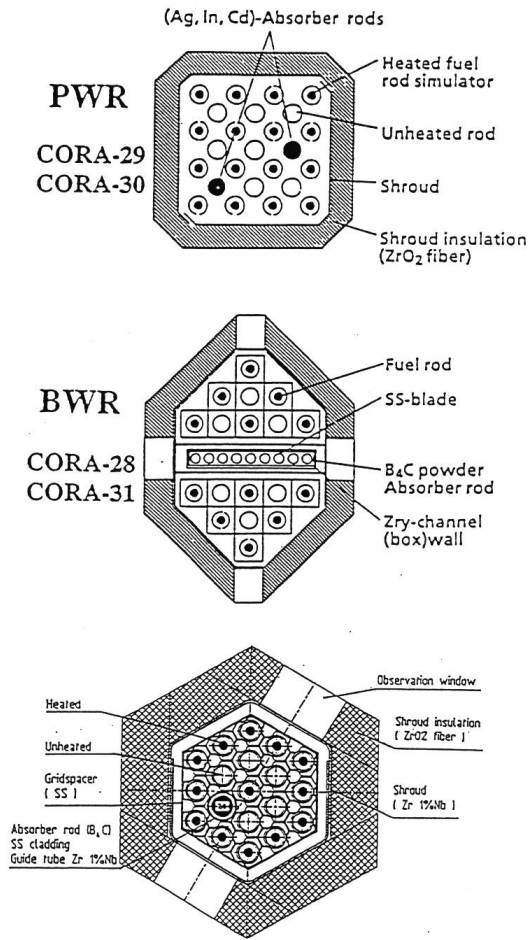 (Ag, In, Cd)-Absorber rods
PWR
CORA-29
CORA-30
Heated fuel
rod simulator
Unheated rod
Shroud
Shroud insulation
(ZrO2 fiber)
BWR
CORA-28
CORA-31
Fuel rod
SS-blade
B4C powder
Absorber rod
Zry-channel
(box)wall
Observation window
Heated
Shroud insulation
( ZrO2 fiber )
Unheated
Gridspacer
( SS )
Shroud
( Zr 1%Nb )
Absorber rod (B4C)
SS cladding
Guide tube Zr 1%Nb